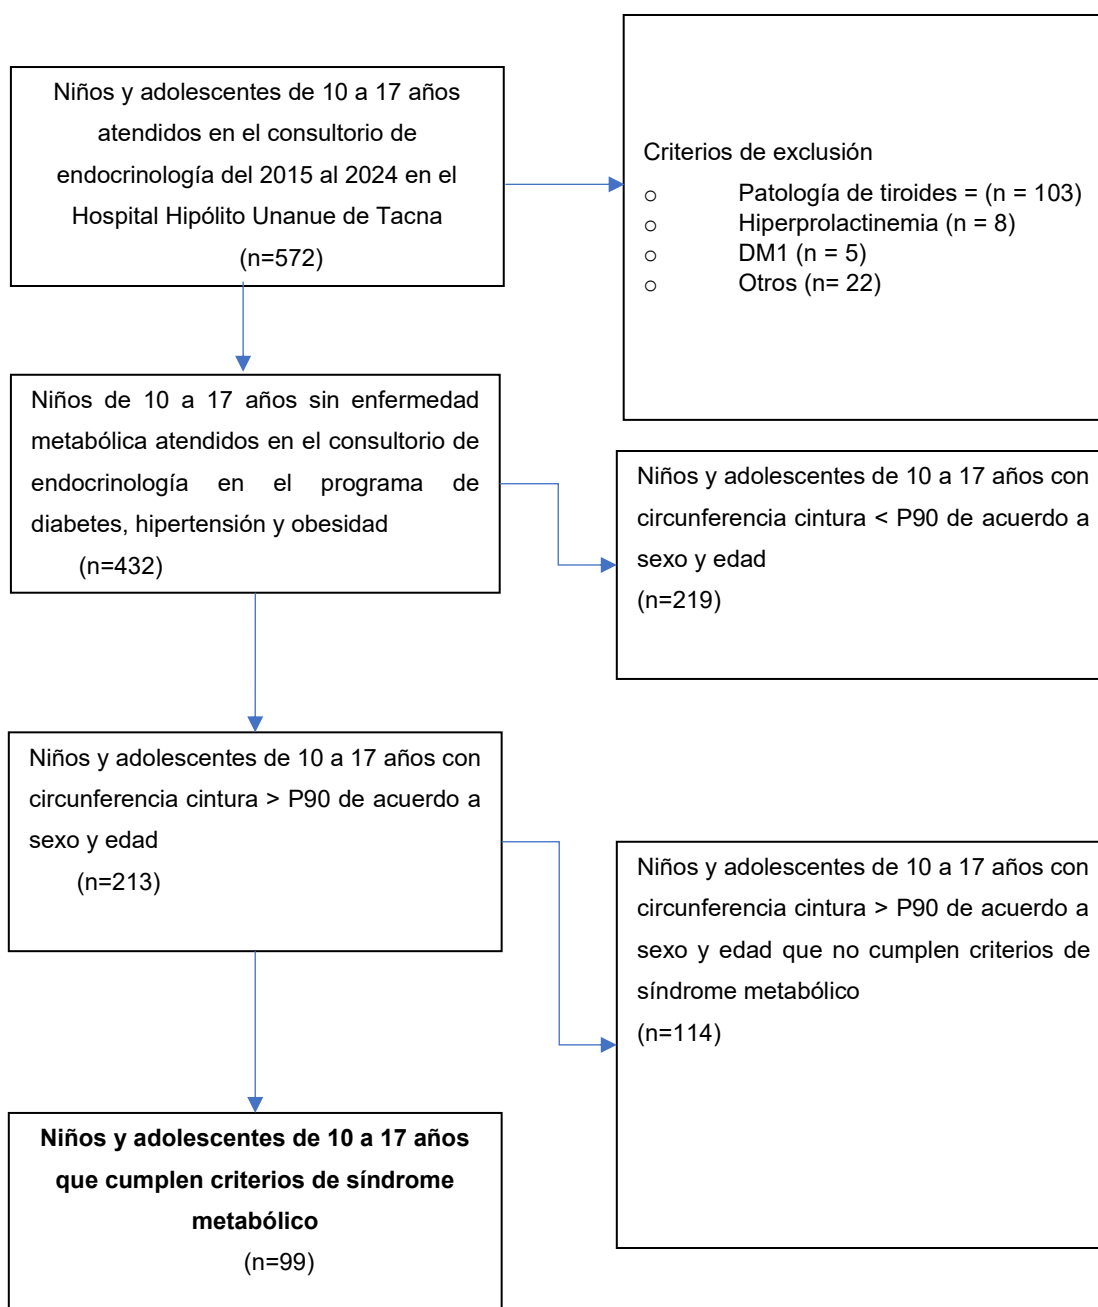 Niños y adolescentes de 10 a 17 años
atendidos en el consultorio de
endocrinología del 2015 al 2024 en el
Hospital Hipólito Unanue de Tacna
(n=572)
Criterios de exclusión
o Patología de tiroides = (n = 103)
o Hiperprolactinemia (n = 8)
o DM1 (n = 5)
o Otros (n= 22)
Niños de 10 a 17 años sin enfermedad
metabólica atendidos en el consultorio de
endocrinología en el programa de
diabetes, hipertensión y obesidad
(n=432)
Niños y adolescentes de 10 a 17 años con
circunferencia cintura < P90 de acuerdo a
sexo y edad
(n=219)
Niños y adolescentes de 10 a 17 años con
circunferencia cintura > P90 de acuerdo a
sexo y edad
(n=213)
Niños y adolescentes de 10 a 17 años con
circunferencia cintura > P90 de acuerdo a
sexo y edad que no cumplen criterios de
síndrome metabólico
(n=114)
Niños y adolescentes de 10 a 17 años
que cumplen criterios de síndrome
metabólico
(n=99)